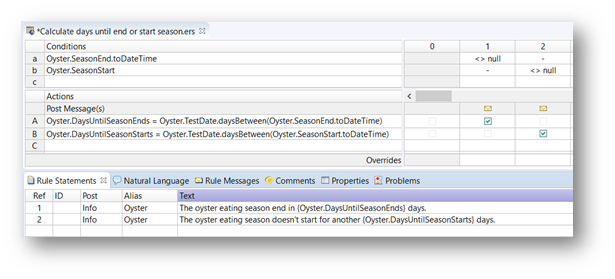 *Calculate days until end or start season.ers
Conditions 0 1 2
a Oyster.SeasonEnd.toDateTime <> null -
b Oyster.SeasonStart - <> null
c
Actions <
Post Message(s)
A Oyster.DaysUntilSeasonEnds = Oyster.TestDate.daysBetween(Oyster.SeasonEnd.toDateTime)
B Oyster.DaysUntilSeasonStarts = Oyster.TestDate.daysBetween(Oyster.SeasonStart.toDateTime)
C
Overrides
Rule Statements Natural Language Rule Messages Comments Properties Problems
Ref ID Post Alias Text
1 Info Oyster The oyster eating season end in {Oyster.DaysUntilSeasonEnds} days.
2 Info Oyster The oyster eating season doesn't start for another {Oyster.DaysUntilSeasonStarts} days.